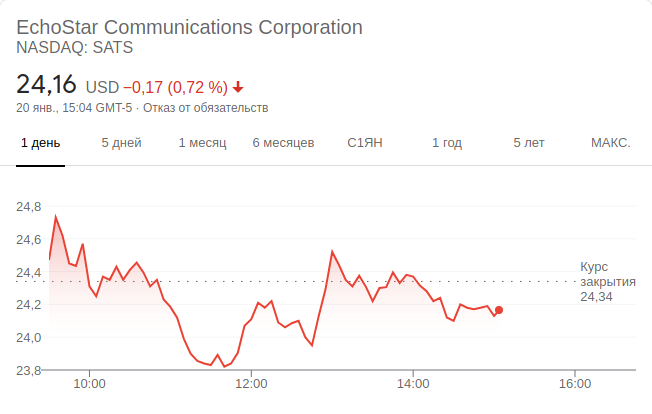 EchoStar Communications Corporation
NASDAQ: SATS
24,16 USD −0,17 (0,72 %)
20 янв., 15:04 GMT-5 · Отказ от обязательств
1 день 5 дней 1 месяц 6 месяцев С1ЯН 1 год 5 лет МАКС.
24,8
24,6
24,4
24,2
24,0
23,8
Курс
закрытия
24,34
10:00 12:00 14:00 16:00